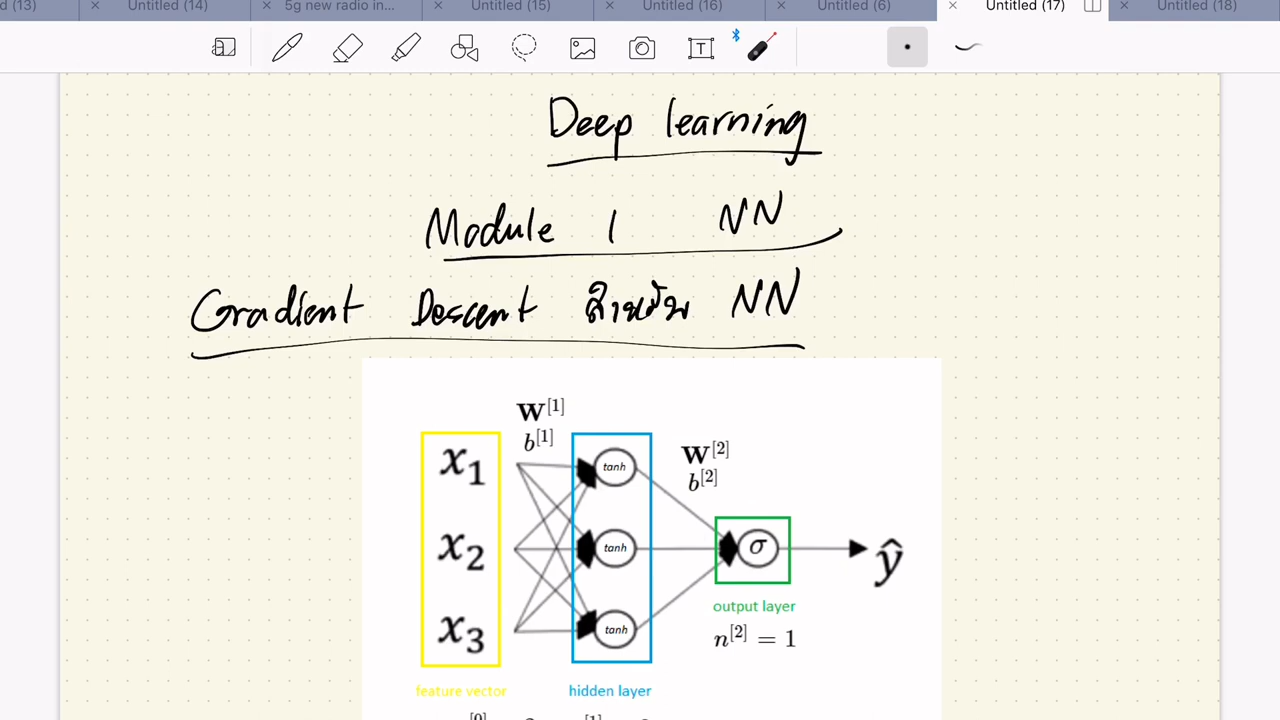 (13)
Untitled (14)
5g new radio in...
Untitled (15)
Untitled (16)
Untitled (6)
Untitled (17)
Untitled (18)
T
Deep learning
Module 1 NN
Gradient Descent สำหรับ NN
W[1]
b[1]
W[2]
b[2]
x1
x2
x3
tanh
tanh
tanh
σ
ŷ
output layer
n[2] = 1
feature vector
hidden layer